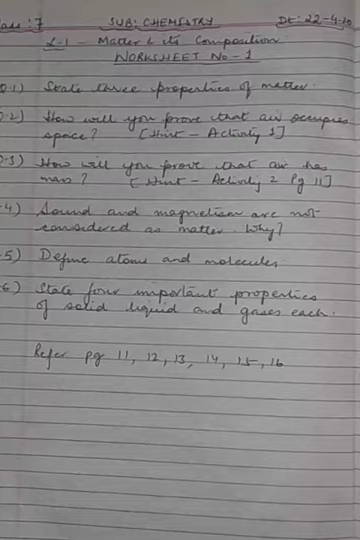 ass : 7 SUB: CHEMISTRY Dt: 22-4-20
L-1 - Matter & its Composition
WORKSHEET No - 1
Q.1) State three properties of matter.
Q.2) How will you prove that air occupies
space? [Hint - Activity 1]
Q.3) How will you prove that air has
mass? [Hint - Activity 2 Pg 11]
4) Sound and magnetism are not
considered as matter. Why?
5) Define atoms and molecules
6) State four important properties
of solid liquid and gases each.
Refer pg 11, 12, 13, 14, 15, 16